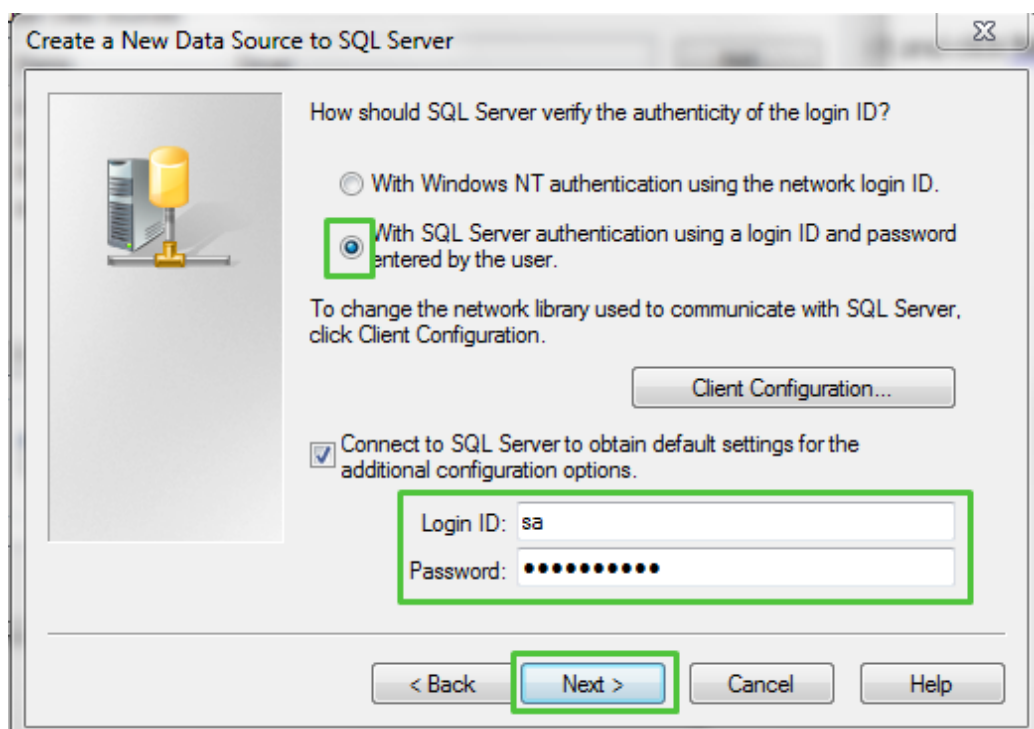 Create a New Data Source to SQL Server
How should SQL Server verify the authenticity of the login ID?
With Windows NT authentication using the network login ID.
With SQL Server authentication using a login ID and password
entered by the user.
To change the network library used to communicate with SQL Server,
click Client Configuration.
Client Configuration...
Connect to SQL Server to obtain default settings for the
additional configuration options.
Login ID: sa
Password: ●●●●●●●●●●
< Back Next > Cancel Help